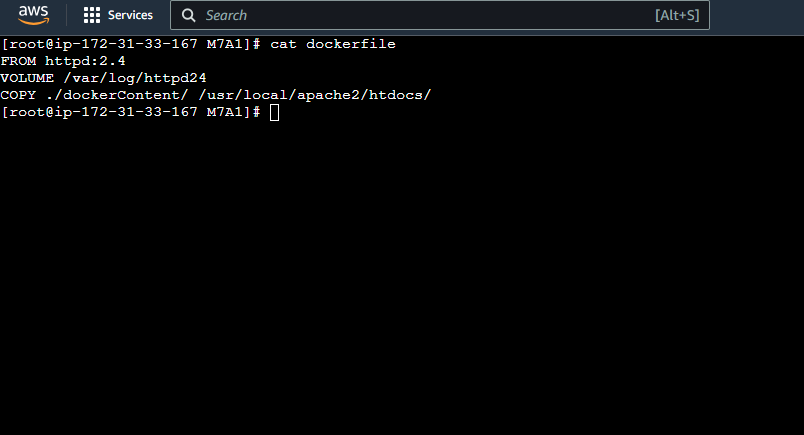 aws
Services
Search
[Alt+S]
[root@ip-172-31-33-167 M7A1]# cat dockerfile
FROM httpd:2.4
VOLUME /var/log/httpd24
COPY ./dockerContent/ /usr/local/apache2/htdocs/
[root@ip-172-31-33-167 M7A1]#